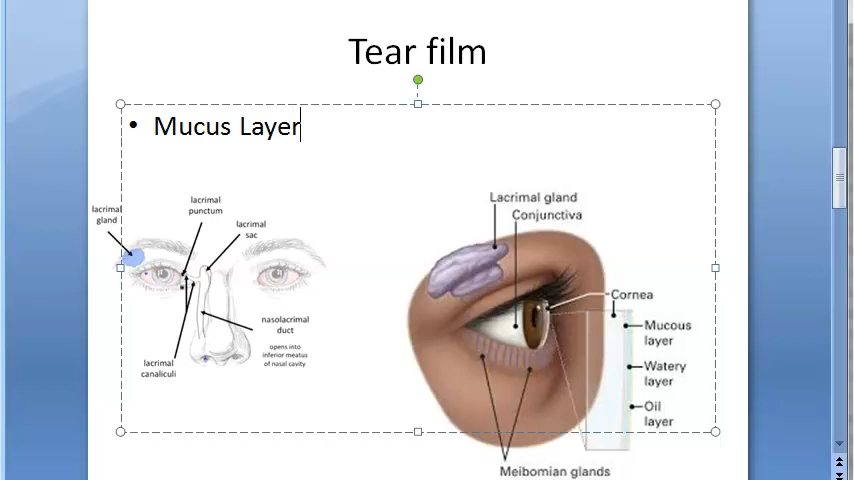 Tear film
• Mucus Layer
lacrimal
gland
lacrimal
punctum
lacrimal
sac
nasolacrimal
duct
opens into
inferior meatus
of nasal cavity
lacrimal
canaliculi
Lacrimal gland
Conjunctiva
Cornea
Mucous
layer
Watery
layer
Oil
layer
Meibomian glands